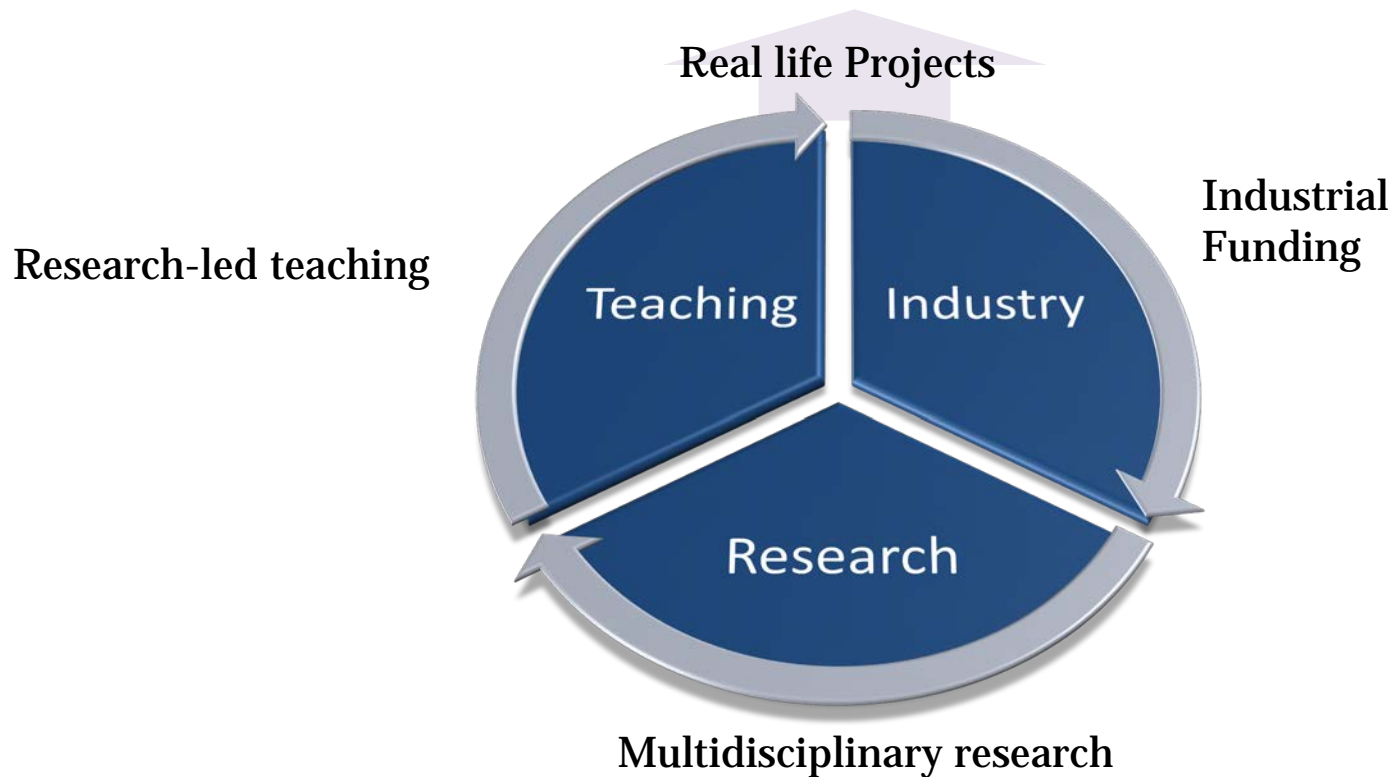 Real life Projects
Industrial
Funding
Research-led teaching
Teaching
Industry
Research
Multidisciplinary research